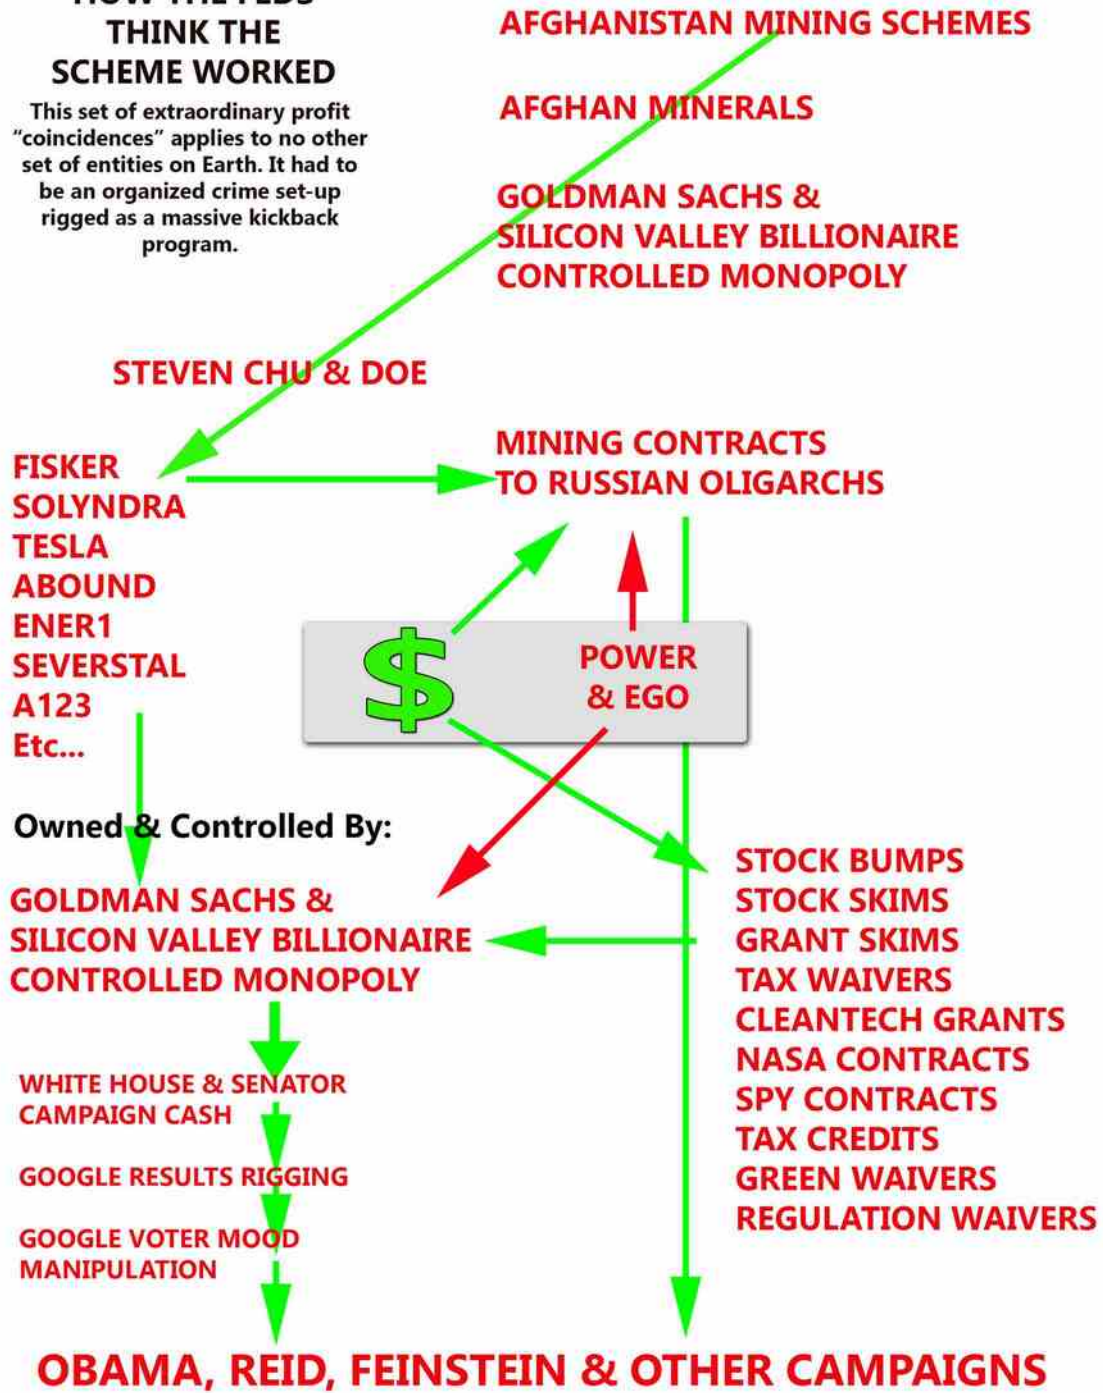 HOW THE FEDS
THINK THE
SCHEME WORKED
This set of extraordinary profit
"coincidences" applies to no other
set of entities on Earth. It had to
be an organized crime set-up
rigged as a massive kickback
program.
AFGHANISTAN MINING SCHEMES
AFGHAN MINERALS
GOLDMAN SACHS &
SILICON VALLEY BILLIONAIRE
CONTROLLED MONOPOLY
STEVEN CHU & DOE
FISKER
SOLYNDRA
TESLA
ABOUND
ENER1
SEVERSTAL
A123
Etc...
MINING CONTRACTS
TO RUSSIAN OLIGARCHS
$
POWER
& EGO
Owned & Controlled By:
GOLDMAN SACHS &
SILICON VALLEY BILLIONAIRE
CONTROLLED MONOPOLY
STOCK BUMPS
STOCK SKIMS
GRANT SKIMS
TAX WAIVERS
CLEANTECH GRANTS
NASA CONTRACTS
SPY CONTRACTS
TAX CREDITS
GREEN WAIVERS
REGULATION WAIVERS
WHITE HOUSE & SENATOR
CAMPAIGN CASH
GOOGLE RESULTS RIGGING
GOOGLE VOTER MOOD
MANIPULATION
OBAMA, REID, FEINSTEIN & OTHER CAMPAIGNS